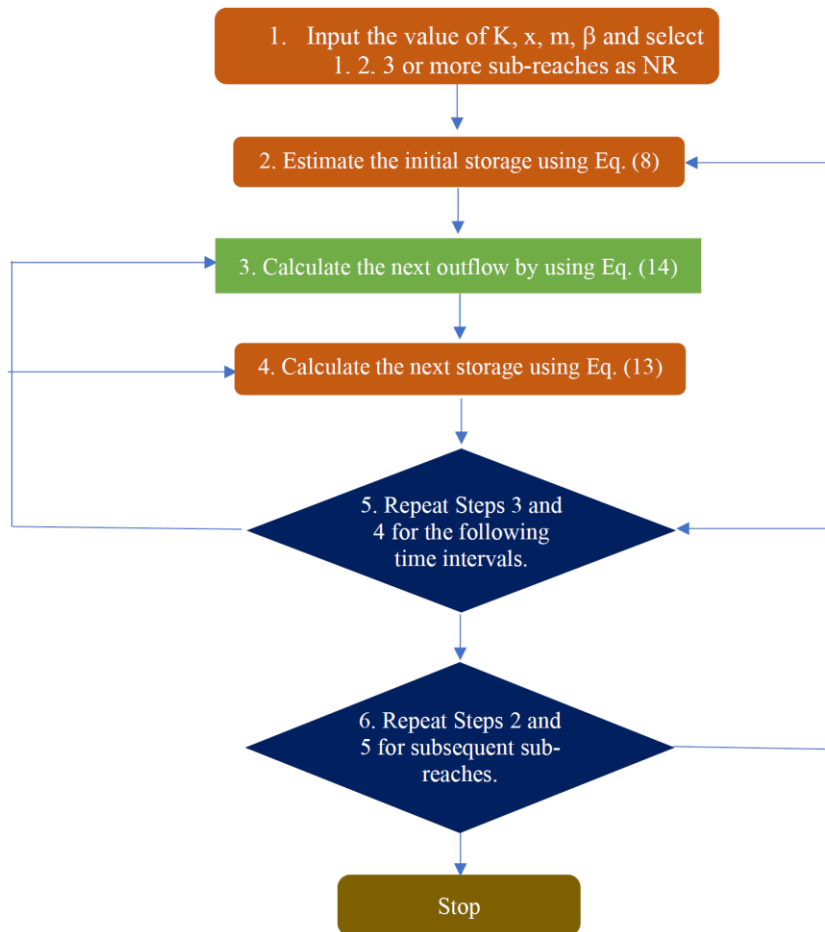 1. Input the value of K, x, m, β and select
1. 2. 3 or more sub-reaches as NR
2. Estimate the initial storage using Eq. (8)
3. Calculate the next outflow by using Eq. (14)
4. Calculate the next storage using Eq. (13)
5. Repeat Steps 3 and
4 for the following
time intervals.
6. Repeat Steps 2 and
5 for subsequent sub-
reaches.
Stop